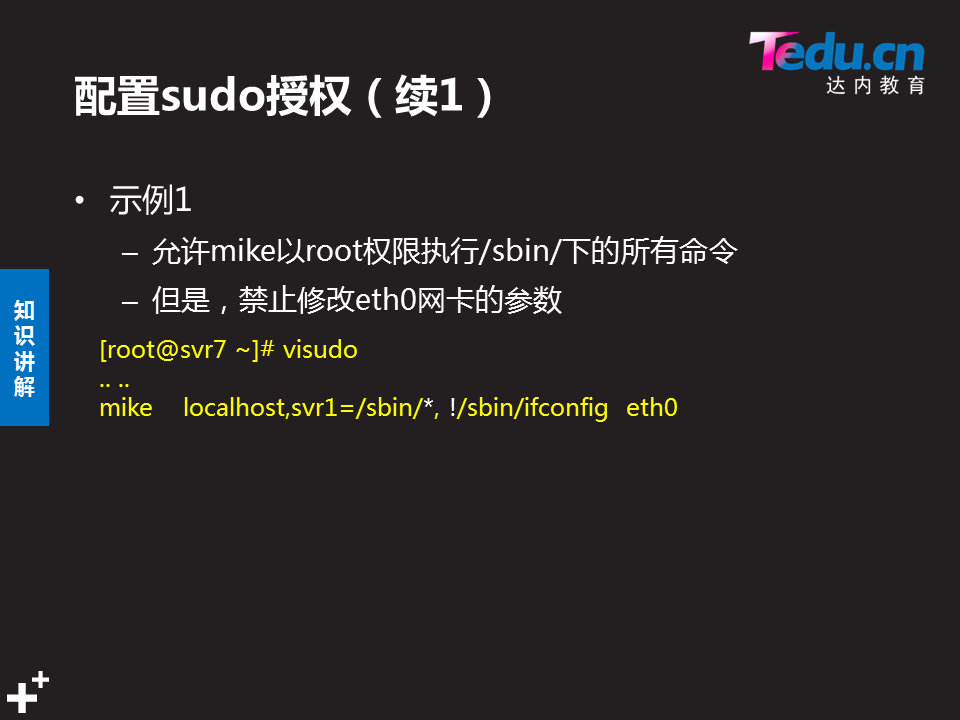 Tedu.cn
达内教育
配置sudo授权（续1）
• 示例1
– 允许mike以root权限执行/sbin/下的所有命令
– 但是，禁止修改eth0网卡的参数
知识讲解
[root@svr7 ~]# visudo
.. ..
mike localhost,svr1=/sbin/*, !/sbin/ifconfig eth0